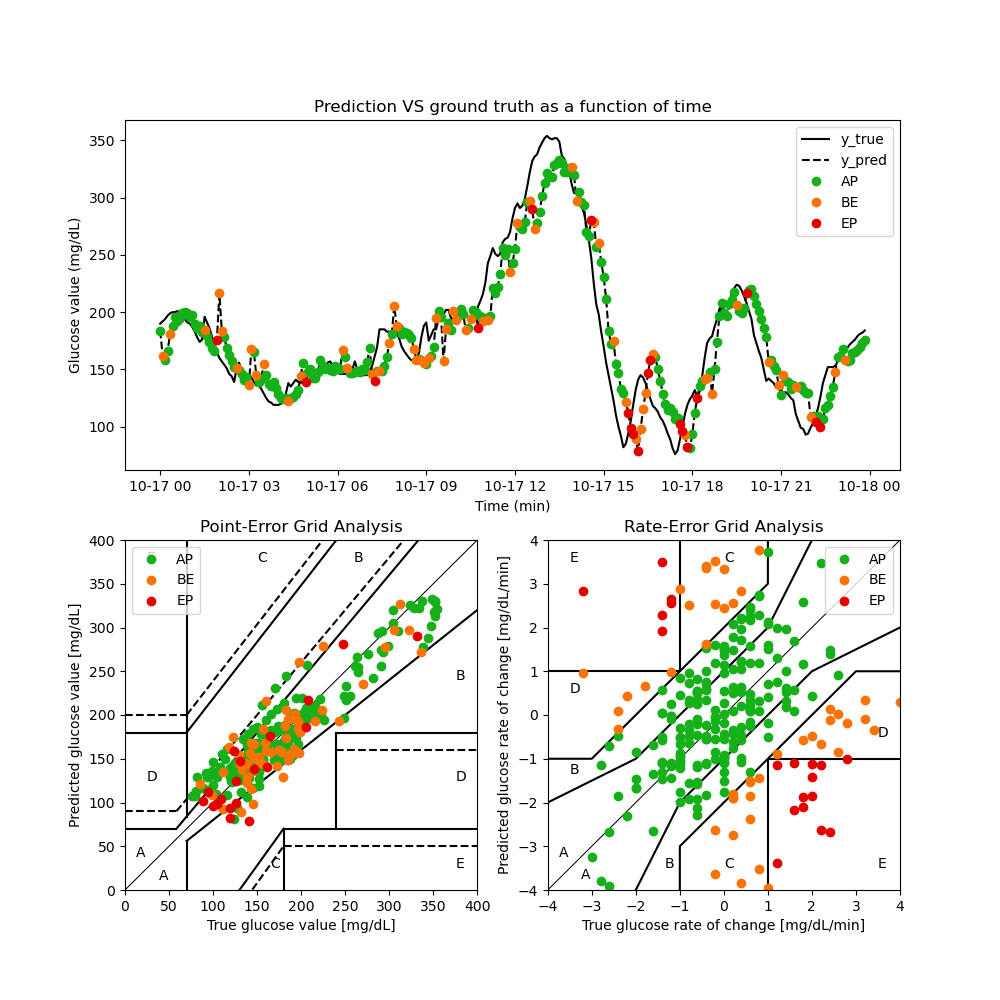 Prediction VS ground truth as a function of time
Glucose value (mg/dL)
350
300
250
200
150
100
y_true
y_pred
AP
BE
EP
10-17 00 10-17 03 10-17 06 10-17 09 10-17 12 10-17 15 10-17 18 10-17 21 10-18 00
Time (min)
Point-Error Grid Analysis
Predicted glucose value [mg/dL]
400
350
300
250
200
150
100
50
0
AP
BE
EP
E
C
B
B
D
D
A
A
C
E
0 50 100 150 200 250 300 350 400
True glucose value [mg/dL]
Rate-Error Grid Analysis
Predicted glucose rate of change [mg/dL/min]
4
3
2
1
0
−1
−2
−3
−4
E
C
AP
BE
EP
D
D
B
A
A
B
C
E
−4 −3 −2 −1 0 1 2 3 4
True glucose rate of change [mg/dL/min]